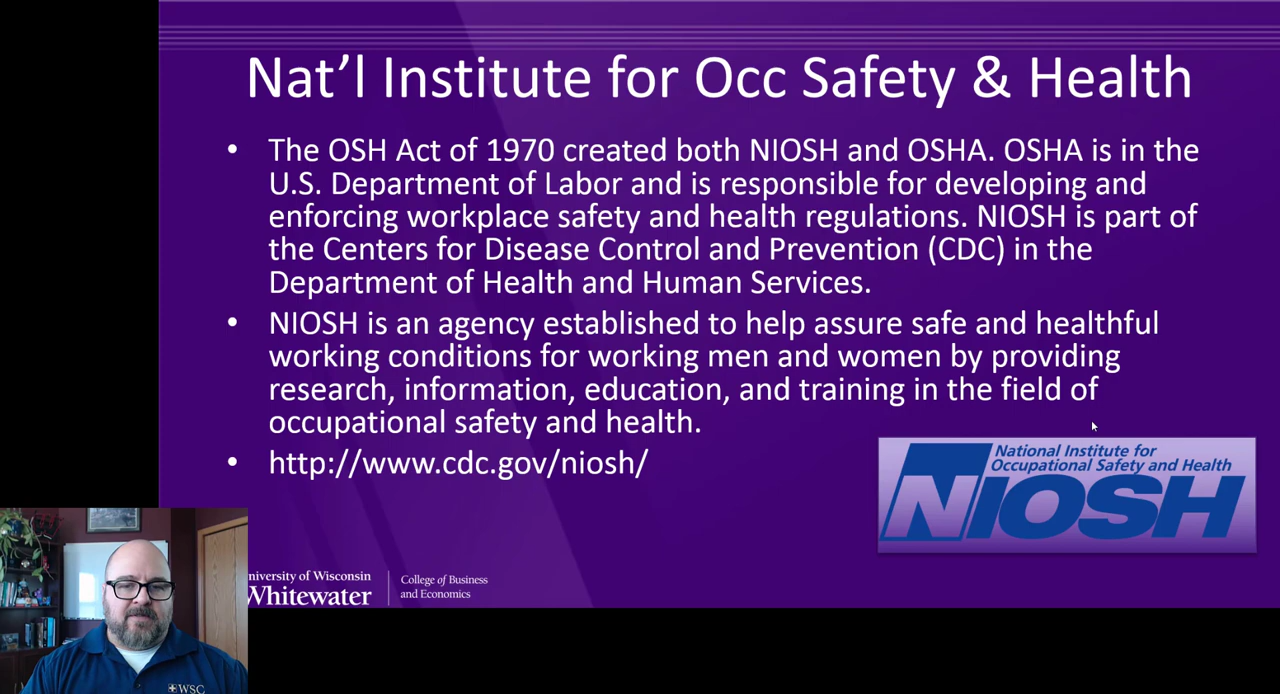 Nat’l Institute for Occ Safety & Health
• The OSH Act of 1970 created both NIOSH and OSHA. OSHA is in the
U.S. Department of Labor and is responsible for developing and
enforcing workplace safety and health regulations. NIOSH is part of
the Centers for Disease Control and Prevention (CDC) in the
Department of Health and Human Services.
• NIOSH is an agency established to help assure safe and healthful
working conditions for working men and women by providing
research, information, education, and training in the field of
occupational safety and health.
• http://www.cdc.gov/niosh/
National Institute for
Occupational Safety and Health
NIOSH
niversity of Wisconsin
Whitewater
College of Business
and Economics
WSC